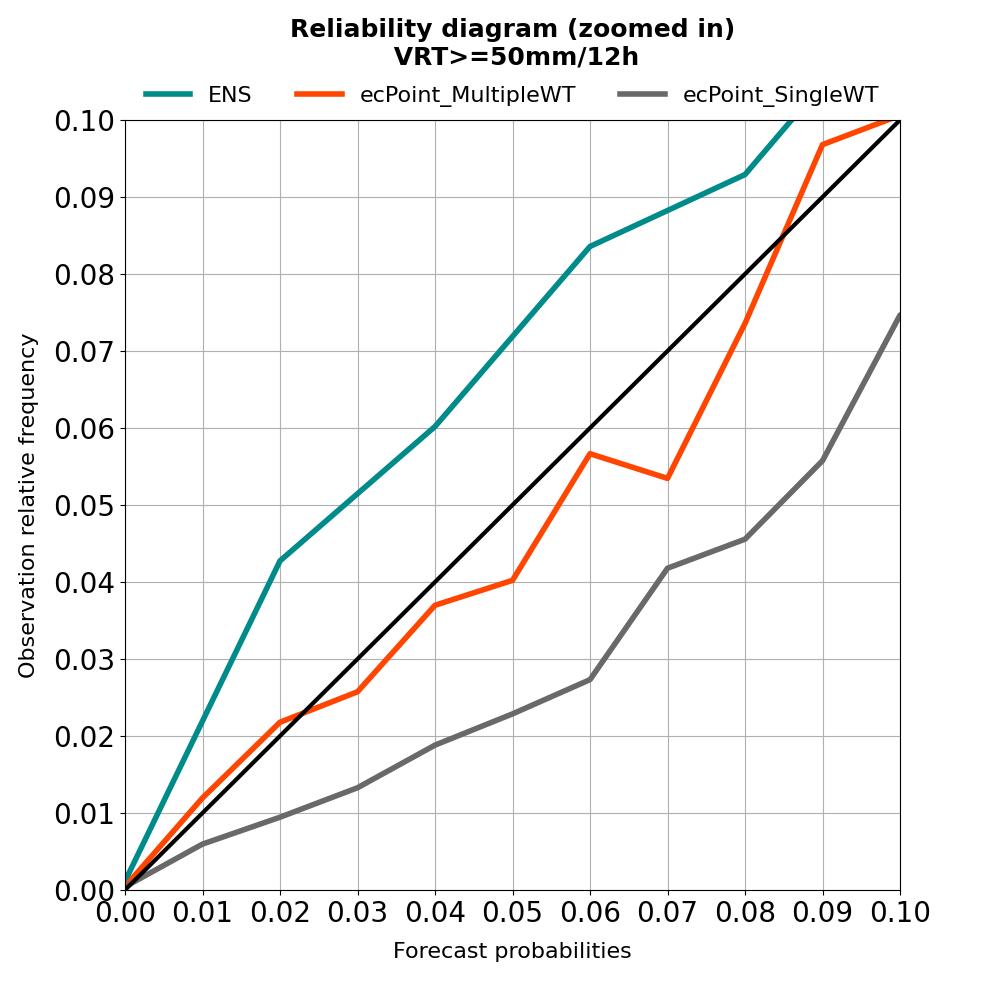 Reliability diagram (zoomed in)
VRT>=50mm/12h
ENS ecPoint_MultipleWT ecPoint_SingleWT
0.10
0.09
0.08
0.07
0.06
0.05
0.04
0.03
0.02
0.01
0.00
Observation relative frequency
0.00 0.01 0.02 0.03 0.04 0.05 0.06 0.07 0.08 0.09 0.10
Forecast probabilities